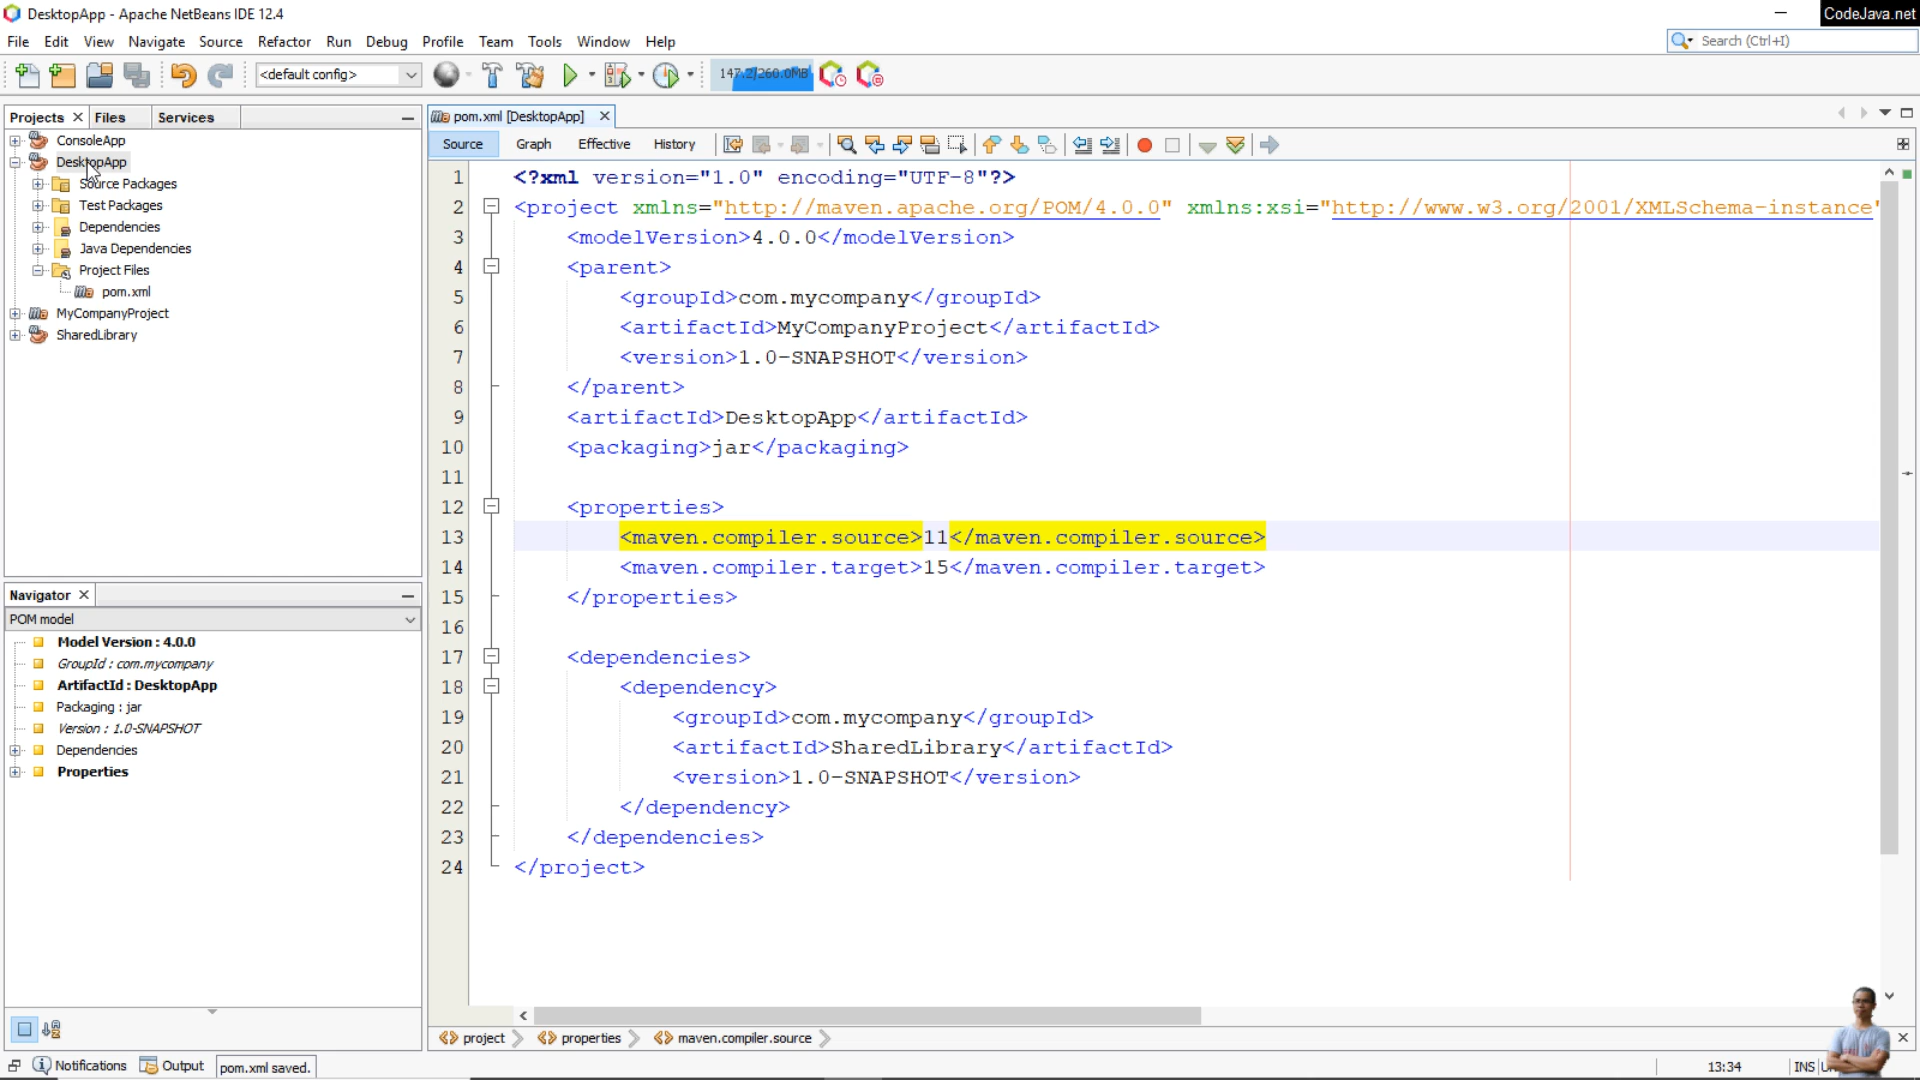 DesktopApp - Apache NetBeans IDE 12.4
CodeJava.net
File Edit View Navigate Source Refactor Run Debug Profile Team Tools Window Help
Search (Ctrl+I)
<default config>
147.2/260.0MB
Projects Files Services
ConsoleApp
DesktopApp
Source Packages
Test Packages
Dependencies
Java Dependencies
Project Files
pom.xml
MyCompanyProject
SharedLibrary
Navigator
POM model
Model Version : 4.0.0
GroupId : com.mycompany
ArtifactId : DesktopApp
Packaging : jar
Version : 1.0-SNAPSHOT
Dependencies
Properties
pom.xml [DesktopApp]
Source Graph Effective History
1 <?xml version="1.0" encoding="UTF-8"?>
2 <project xmlns="http://maven.apache.org/POM/4.0.0" xmlns:xsi="http://www.w3.org/2001/XMLSchema-instance"
3 <modelVersion>4.0.0</modelVersion>
4 <parent>
5 <groupId>com.mycompany</groupId>
6 <artifactId>MyCompanyProject</artifactId>
7 <version>1.0-SNAPSHOT</version>
8 </parent>
9 <artifactId>DesktopApp</artifactId>
10 <packaging>jar</packaging>
11
12 <properties>
13 <maven.compiler.source>11</maven.compiler.source>
14 <maven.compiler.target>15</maven.compiler.target>
15 </properties>
16
17 <dependencies>
18 <dependency>
19 <groupId>com.mycompany</groupId>
20 <artifactId>SharedLibrary</artifactId>
21 <version>1.0-SNAPSHOT</version>
22 </dependency>
23 </dependencies>
24 </project>
project properties maven.compiler.source
Notifications Output pom.xml saved.
13:34 INS